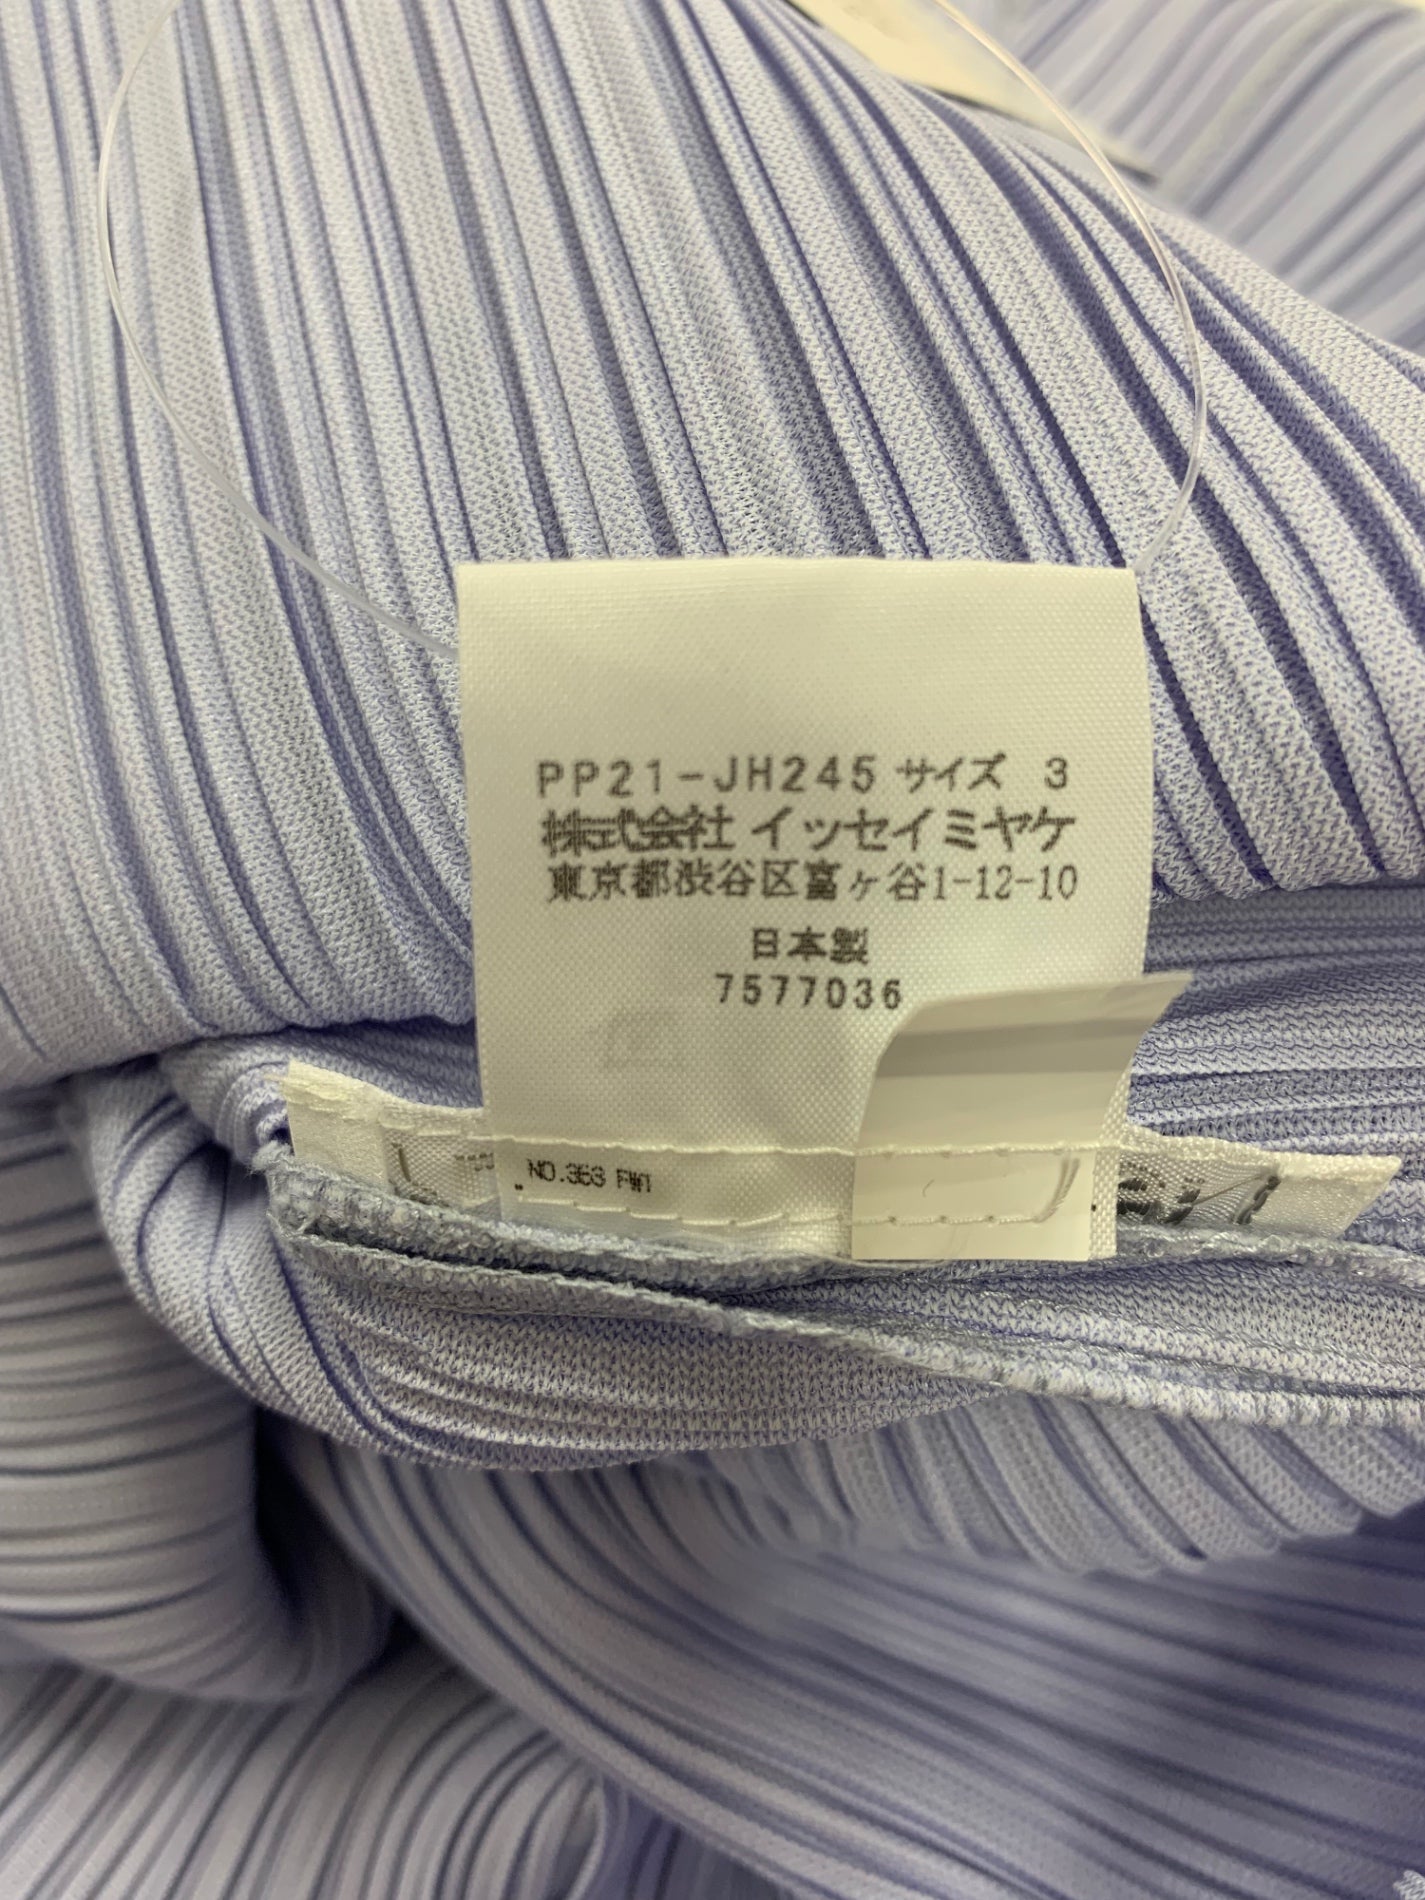 PP21-JH245 サイズ 3
株式会社 イッセイミヤケ
東京都渋谷区富ヶ谷1-12-10
日本製
7577036
NO.363